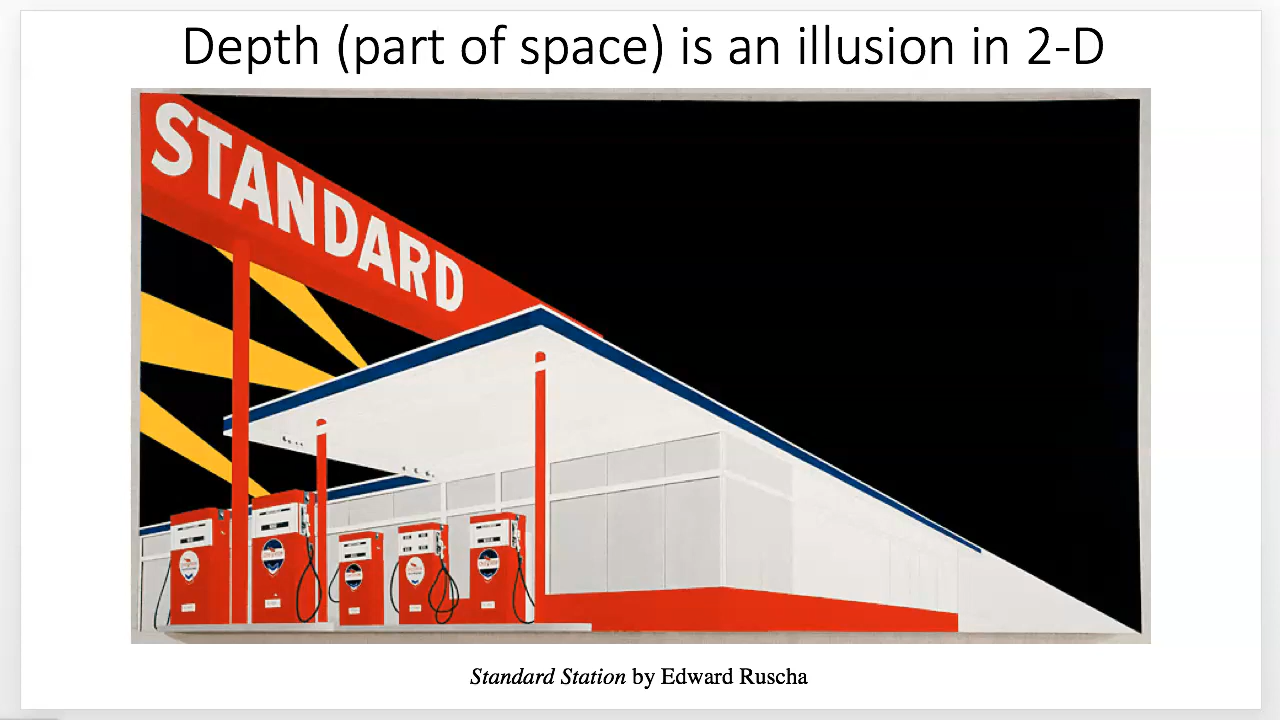 Depth (part of space) is an illusion in 2-D
STANDARD
Standard Station by Edward Ruscha